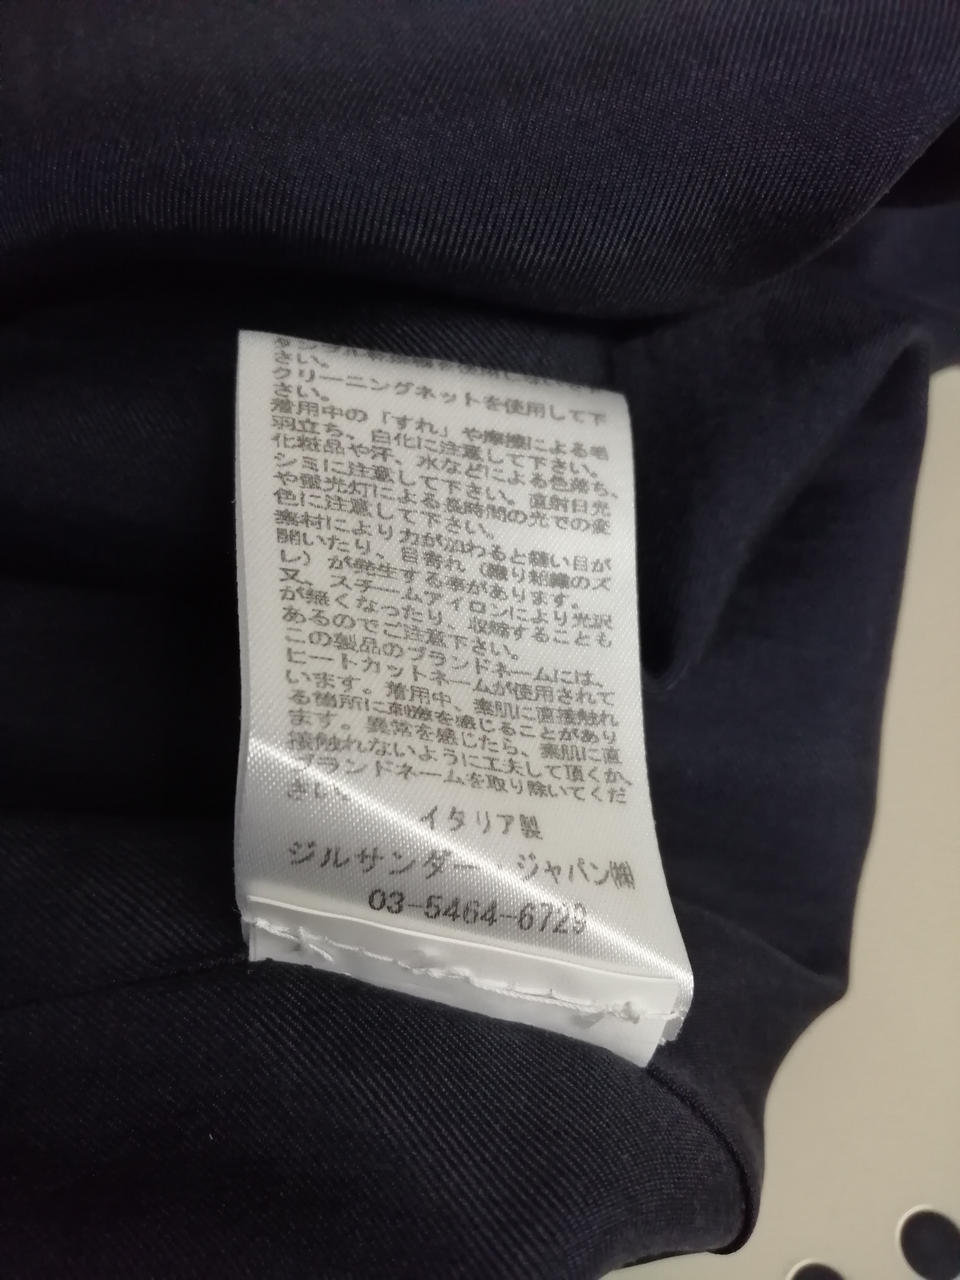 さい。
クリーニングネットを使用して下
さい。
着用中の「すれ」や摩擦による毛
羽立ち、白化に注意して下さい。
化粧品や汗、水などによる色落ち、
シミに注意して下さい。直射日光
や蛍光灯による長時間の光での変
色に注意して下さい。
素材により力が加わると縫い目が
開いたり、目寄れ(織り組織のズ
レ)が発生する事があります。
又、スチームアイロンにより光沢
が無くなったり、収縮することも
あるのでご注意下さい。
この製品のブランドネームには、
ヒートカットネームが使用されて
います。着用中、素肌に直接触れ
る箇所に刺激を感じることがあり
ます。異常を感じたら、素肌に直
接触れないように工夫して頂くか、
ブランドネームを取り除いてくだ
さい。
イタリア製
ジルサンダー ジャパン㈱
03-5464-6729